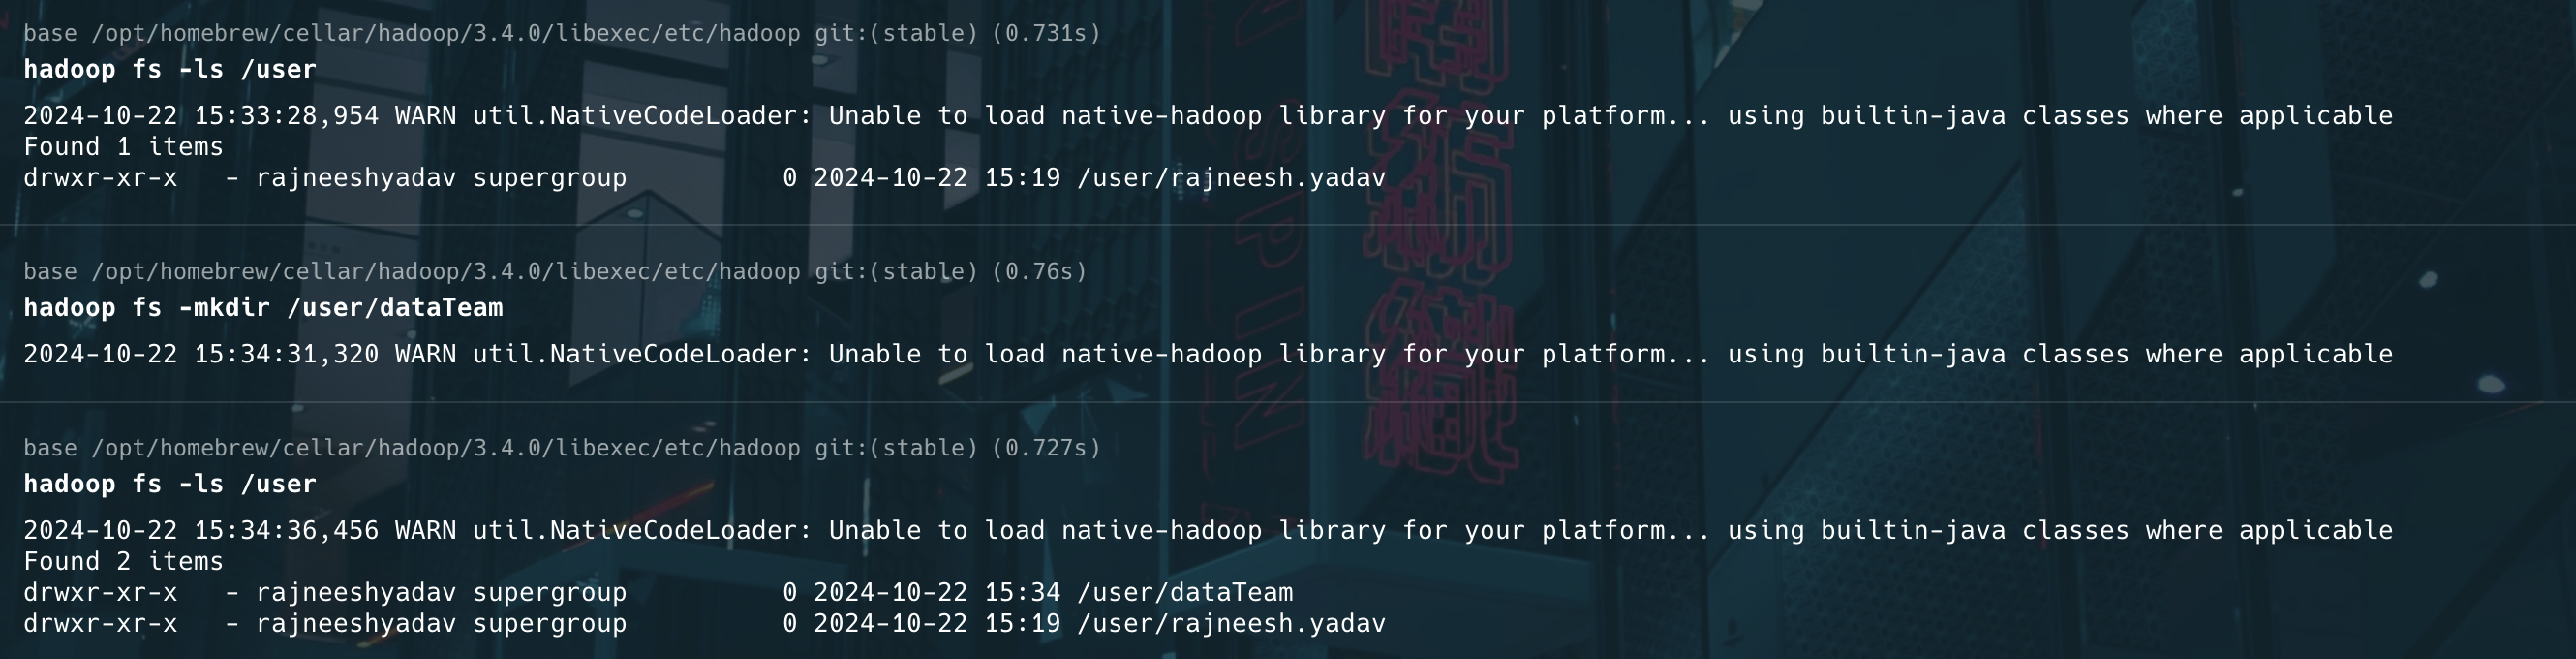 base /opt/homebrew/cellar/hadoop/3.4.0/libexec/etc/hadoop git:(stable) (0.731s)
hadoop fs -ls /user
2024-10-22 15:33:28,954 WARN util.NativeCodeLoader: Unable to load native-hadoop library for your platform... using builtin-java classes where applicable
Found 1 items
drwxr-xr-x   - rajneeshyadav supergroup          0 2024-10-22 15:19 /user/rajneesh.yadav
base /opt/homebrew/cellar/hadoop/3.4.0/libexec/etc/hadoop git:(stable) (0.76s)
hadoop fs -mkdir /user/dataTeam
2024-10-22 15:34:31,320 WARN util.NativeCodeLoader: Unable to load native-hadoop library for your platform... using builtin-java classes where applicable
base /opt/homebrew/cellar/hadoop/3.4.0/libexec/etc/hadoop git:(stable) (0.727s)
hadoop fs -ls /user
2024-10-22 15:34:36,456 WARN util.NativeCodeLoader: Unable to load native-hadoop library for your platform... using builtin-java classes where applicable
Found 2 items
drwxr-xr-x   - rajneeshyadav supergroup          0 2024-10-22 15:34 /user/dataTeam
drwxr-xr-x   - rajneeshyadav supergroup          0 2024-10-22 15:19 /user/rajneesh.yadav